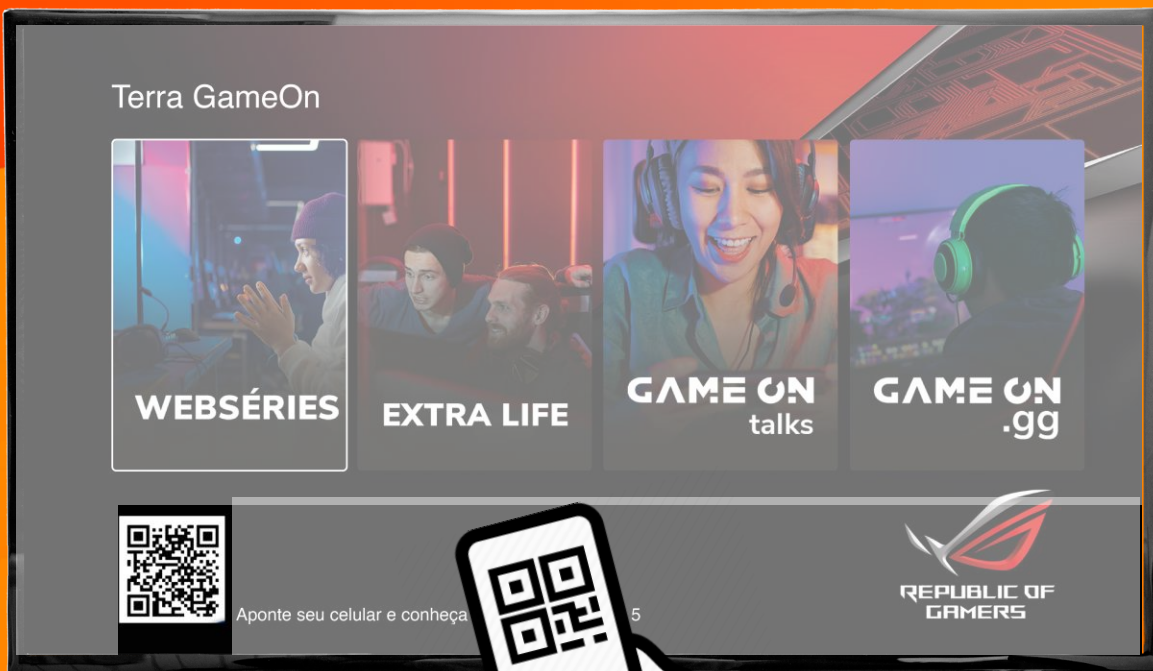 Terra GameOn
WEBSÉRIES
EXTRA LIFE
GAME ON
talks
GAME ON
.gg
Aponte seu celular e conheça
5
REPUBLIC OF
GAMERS